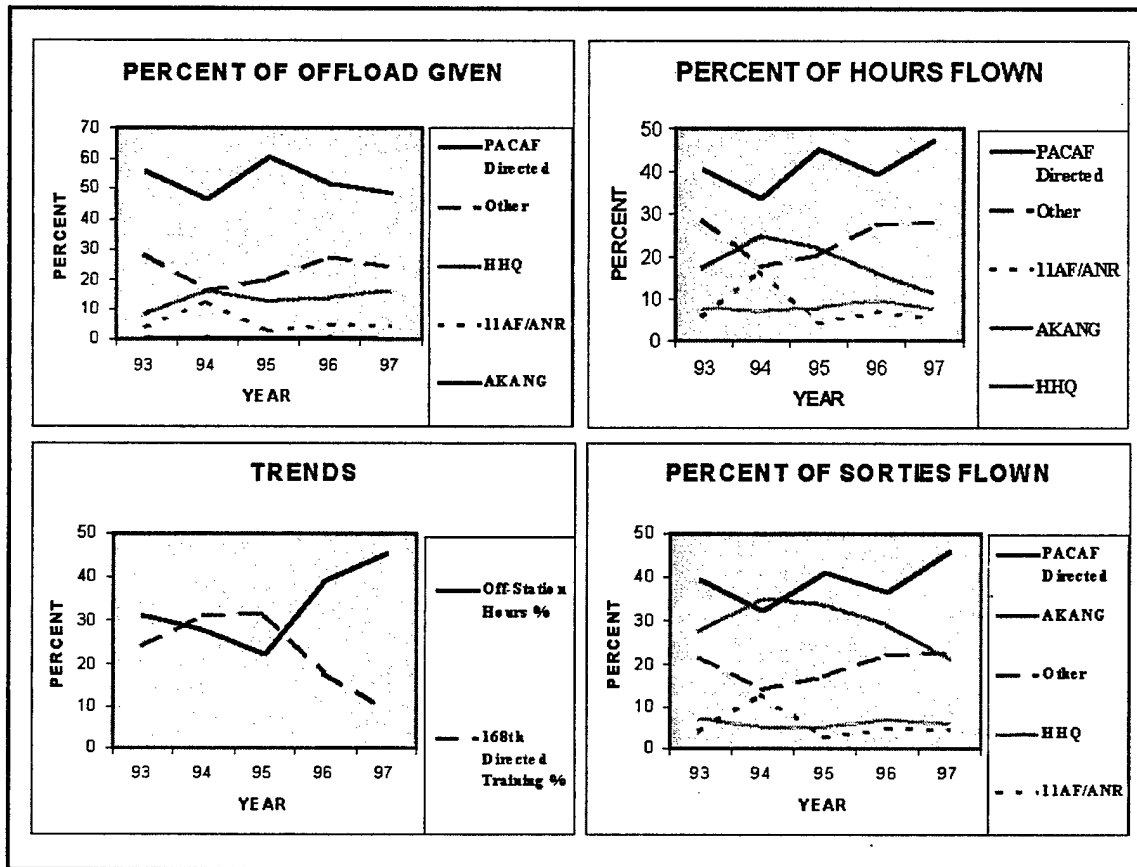 PERCENT OF OFFLOAD GIVEN
PERCENT
70
60
50
40
30
20
10
0
93 94 95 96 97
YEAR
PACAF
Directed
Other
HHQ
11AF/ANR
AKANG
PERCENT OF HOURS FLOWN
PERCENT
50
40
30
20
10
0
93 94 95 96 97
YEAR
PACAF
Directed
Other
11AF/ANR
AKANG
HHQ
TRENDS
PERCENT
50
40
30
20
10
0
93 94 95 96 97
YEAR
Off-Station
Hours %
168th
Directed
Training %
PERCENT OF SORTIES FLOWN
PERCENT
50
40
30
20
10
0
93 94 95 96 97
YEAR
PACAF
Directed
AKANG
Other
HHQ
11AF/ANR